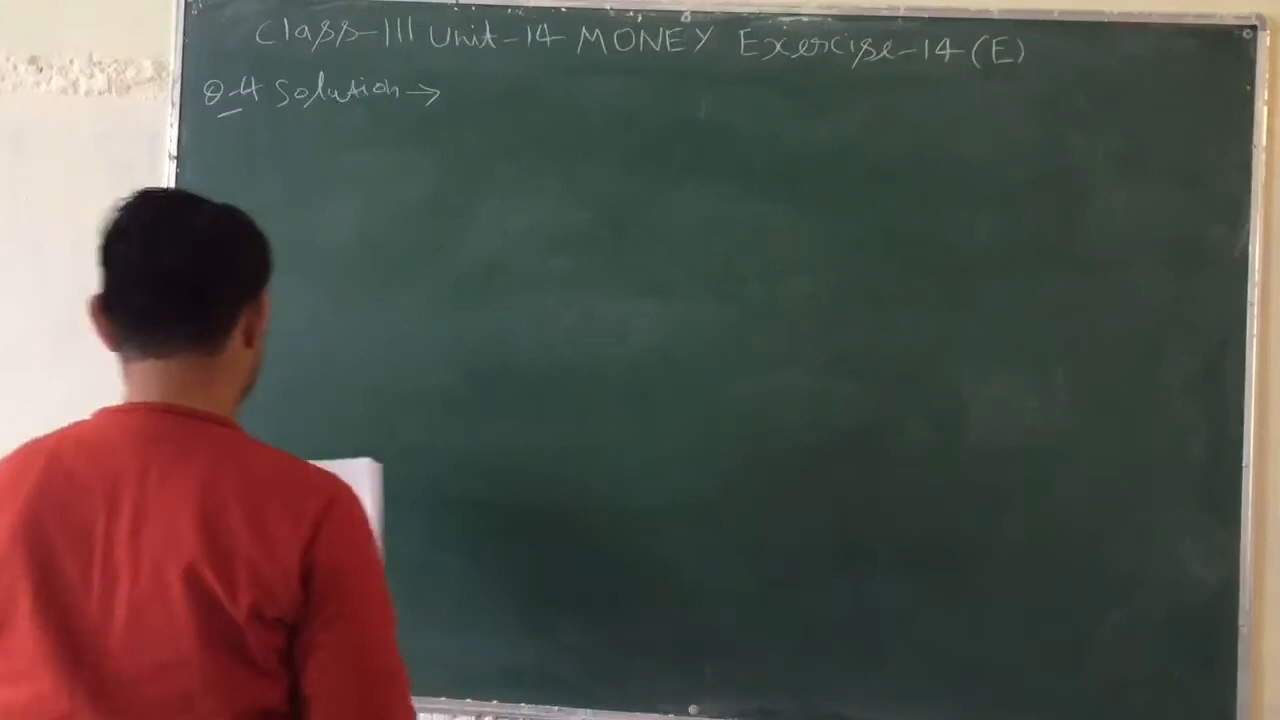 Class-III Unit-14 MONEY Exercise-14(E)
Q-4 Solution→